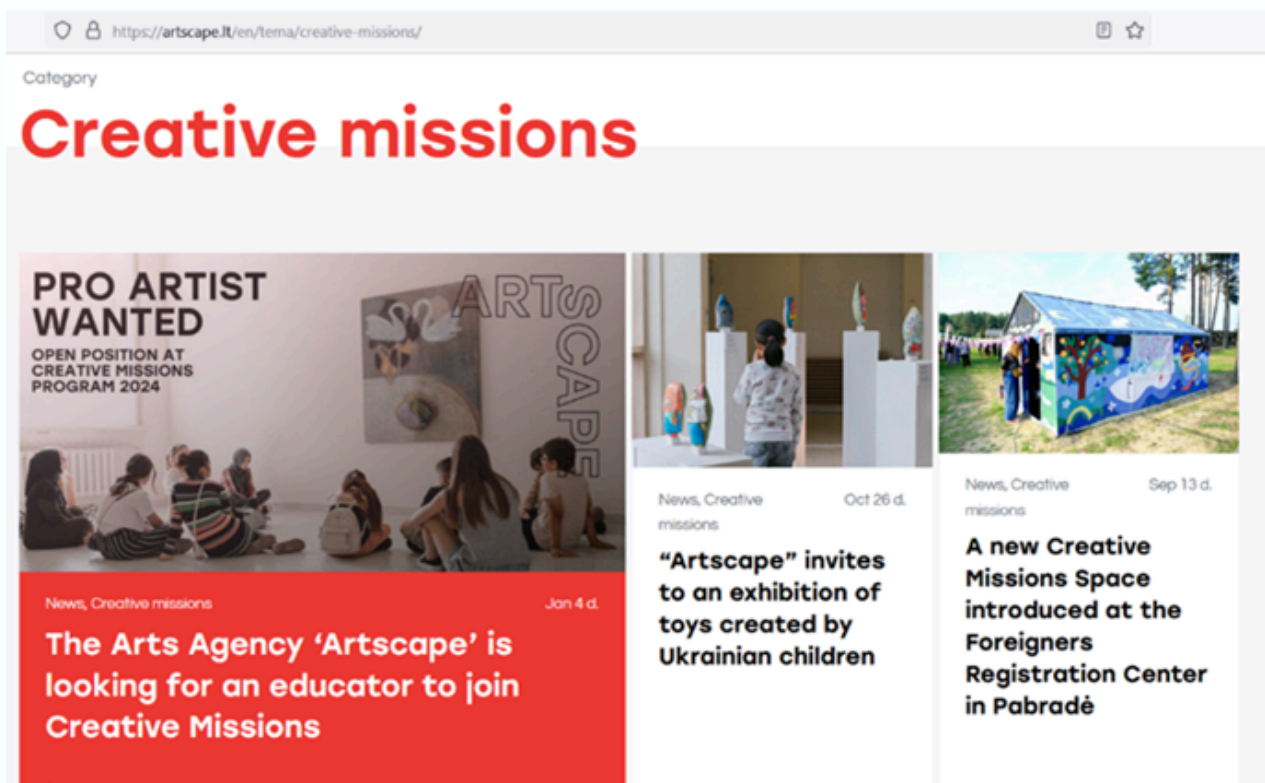 https://artscape.lt/en/tema/creative-missions/
Category
Creative missions
PRO ARTIST
WANTED
OPEN POSITION AT
CREATIVE MISSIONS
PROGRAM 2024
ARTSCAPE
News, Creative missions
Jan 4 d.
The Arts Agency ‘Artscape’ is
looking for an educator to join
Creative Missions
News, Creative
missions
Oct 26 d.
“Artscape” invites
to an exhibition of
toys created by
Ukrainian children
News, Creative
missions
Sep 13 d.
A new Creative
Missions Space
introduced at the
Foreigners
Registration Center
in Pabradė